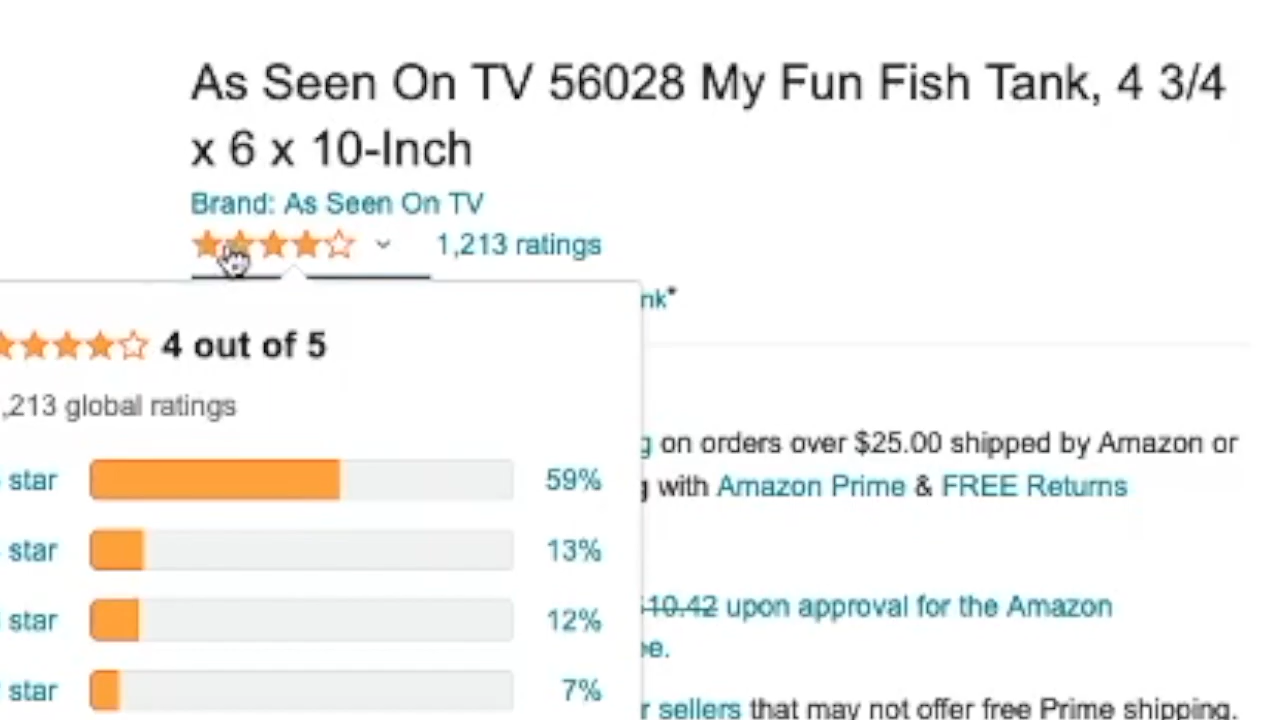 As Seen On TV 56028 My Fun Fish Tank, 4 3/4
x 6 x 10-Inch
Brand: As Seen On TV
1,213 ratings
nk*
4 out of 5
,213 global ratings
g on orders over $25.00 shipped by Amazon or
star 59%
g with Amazon Prime & FREE Returns
star 13%
$10.42 upon approval for the Amazon
star 12%
ee.
star 7%
r sellers that may not offer free Prime shipping.